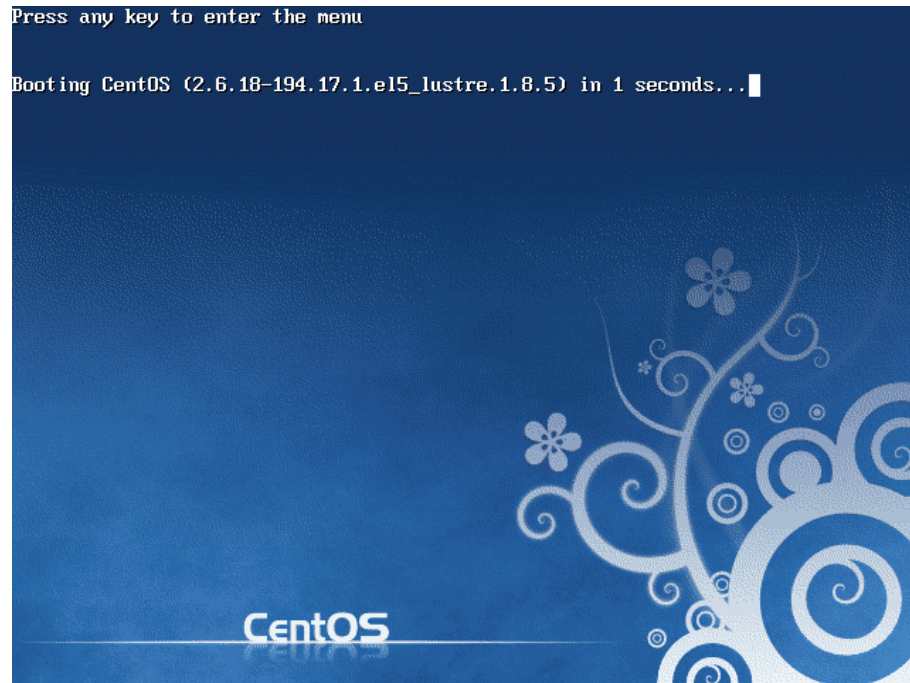 Press any key to enter the menu
Booting CentOS (2.6.18-194.17.1.el5_lustre.1.8.5) in 1 seconds...
CentOS